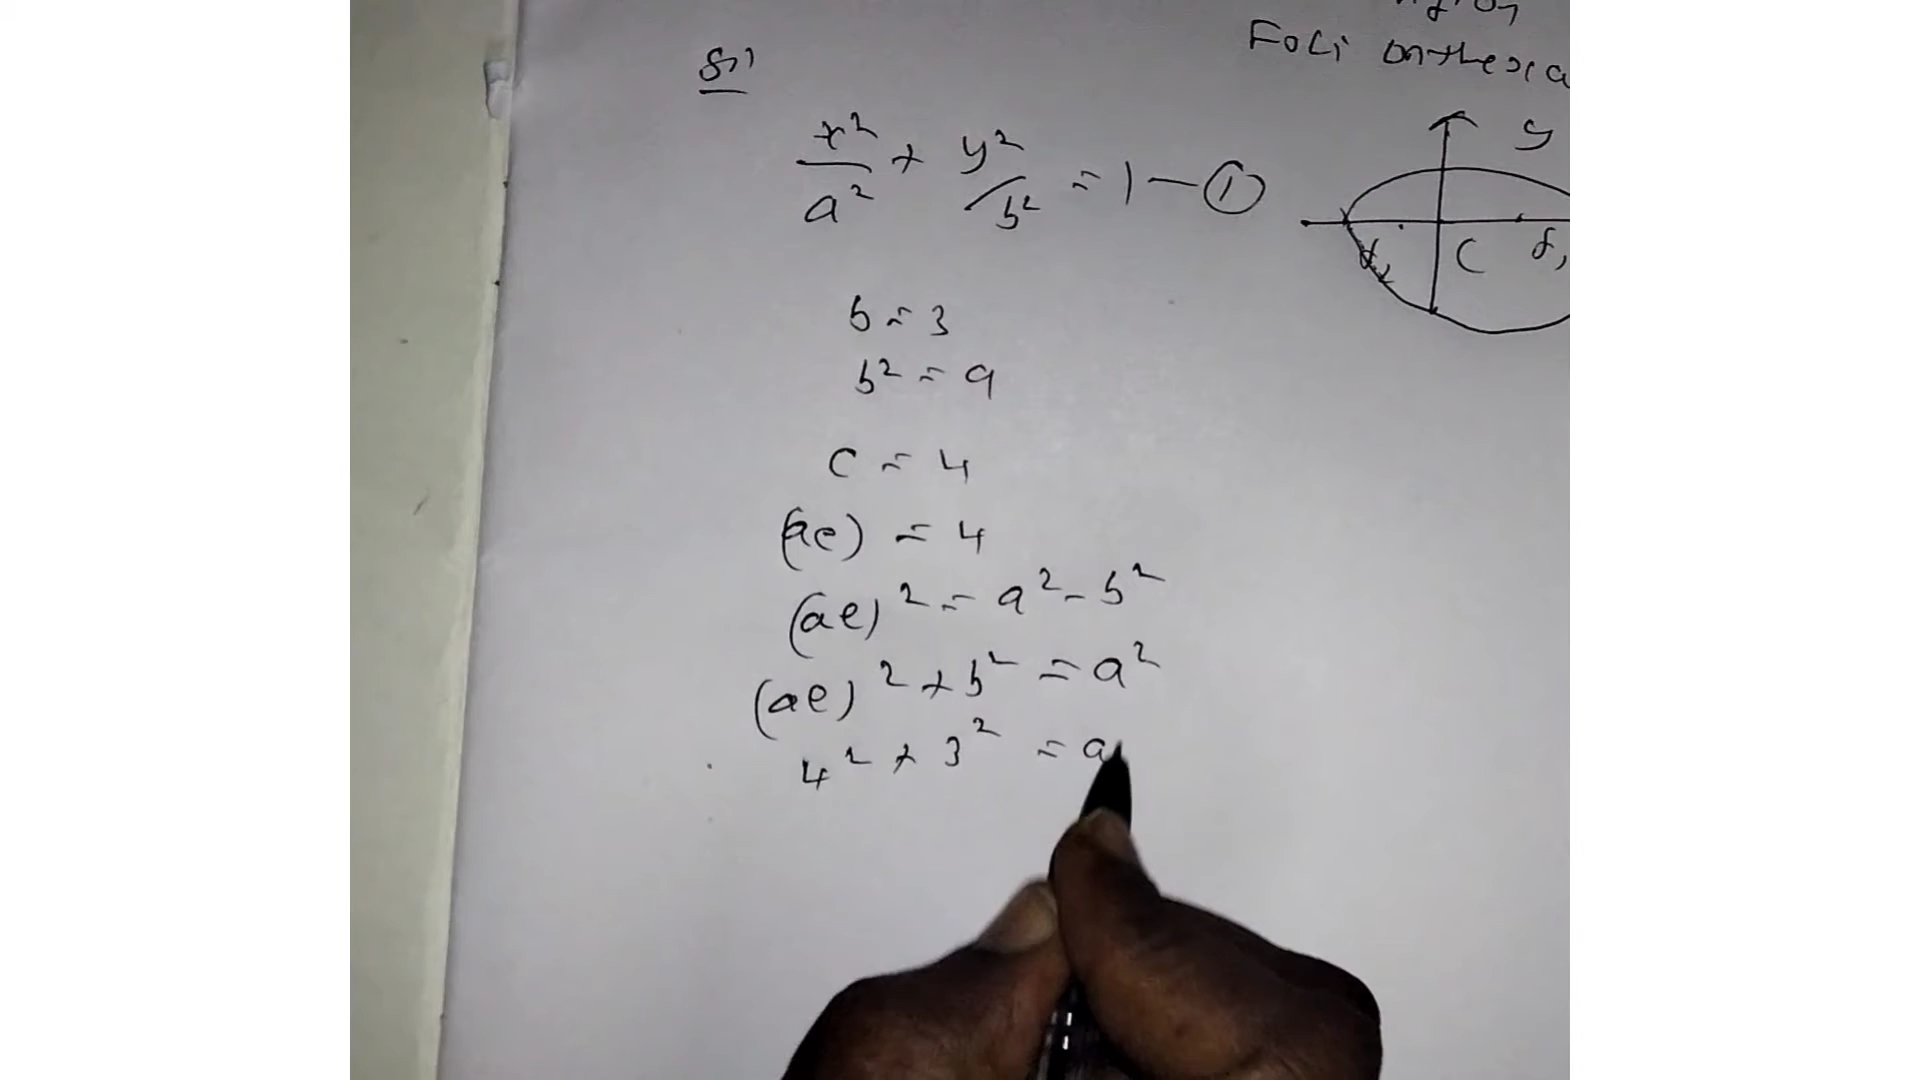 Foci on the x a
Sol
x²/a² + y²/b² = 1 — ①
y
C
f₁
b = 3
b² = 9
c = 4
(ae) = 4
(ae)² = a² - b²
(ae)² + b² = a²
4² + 3² = a